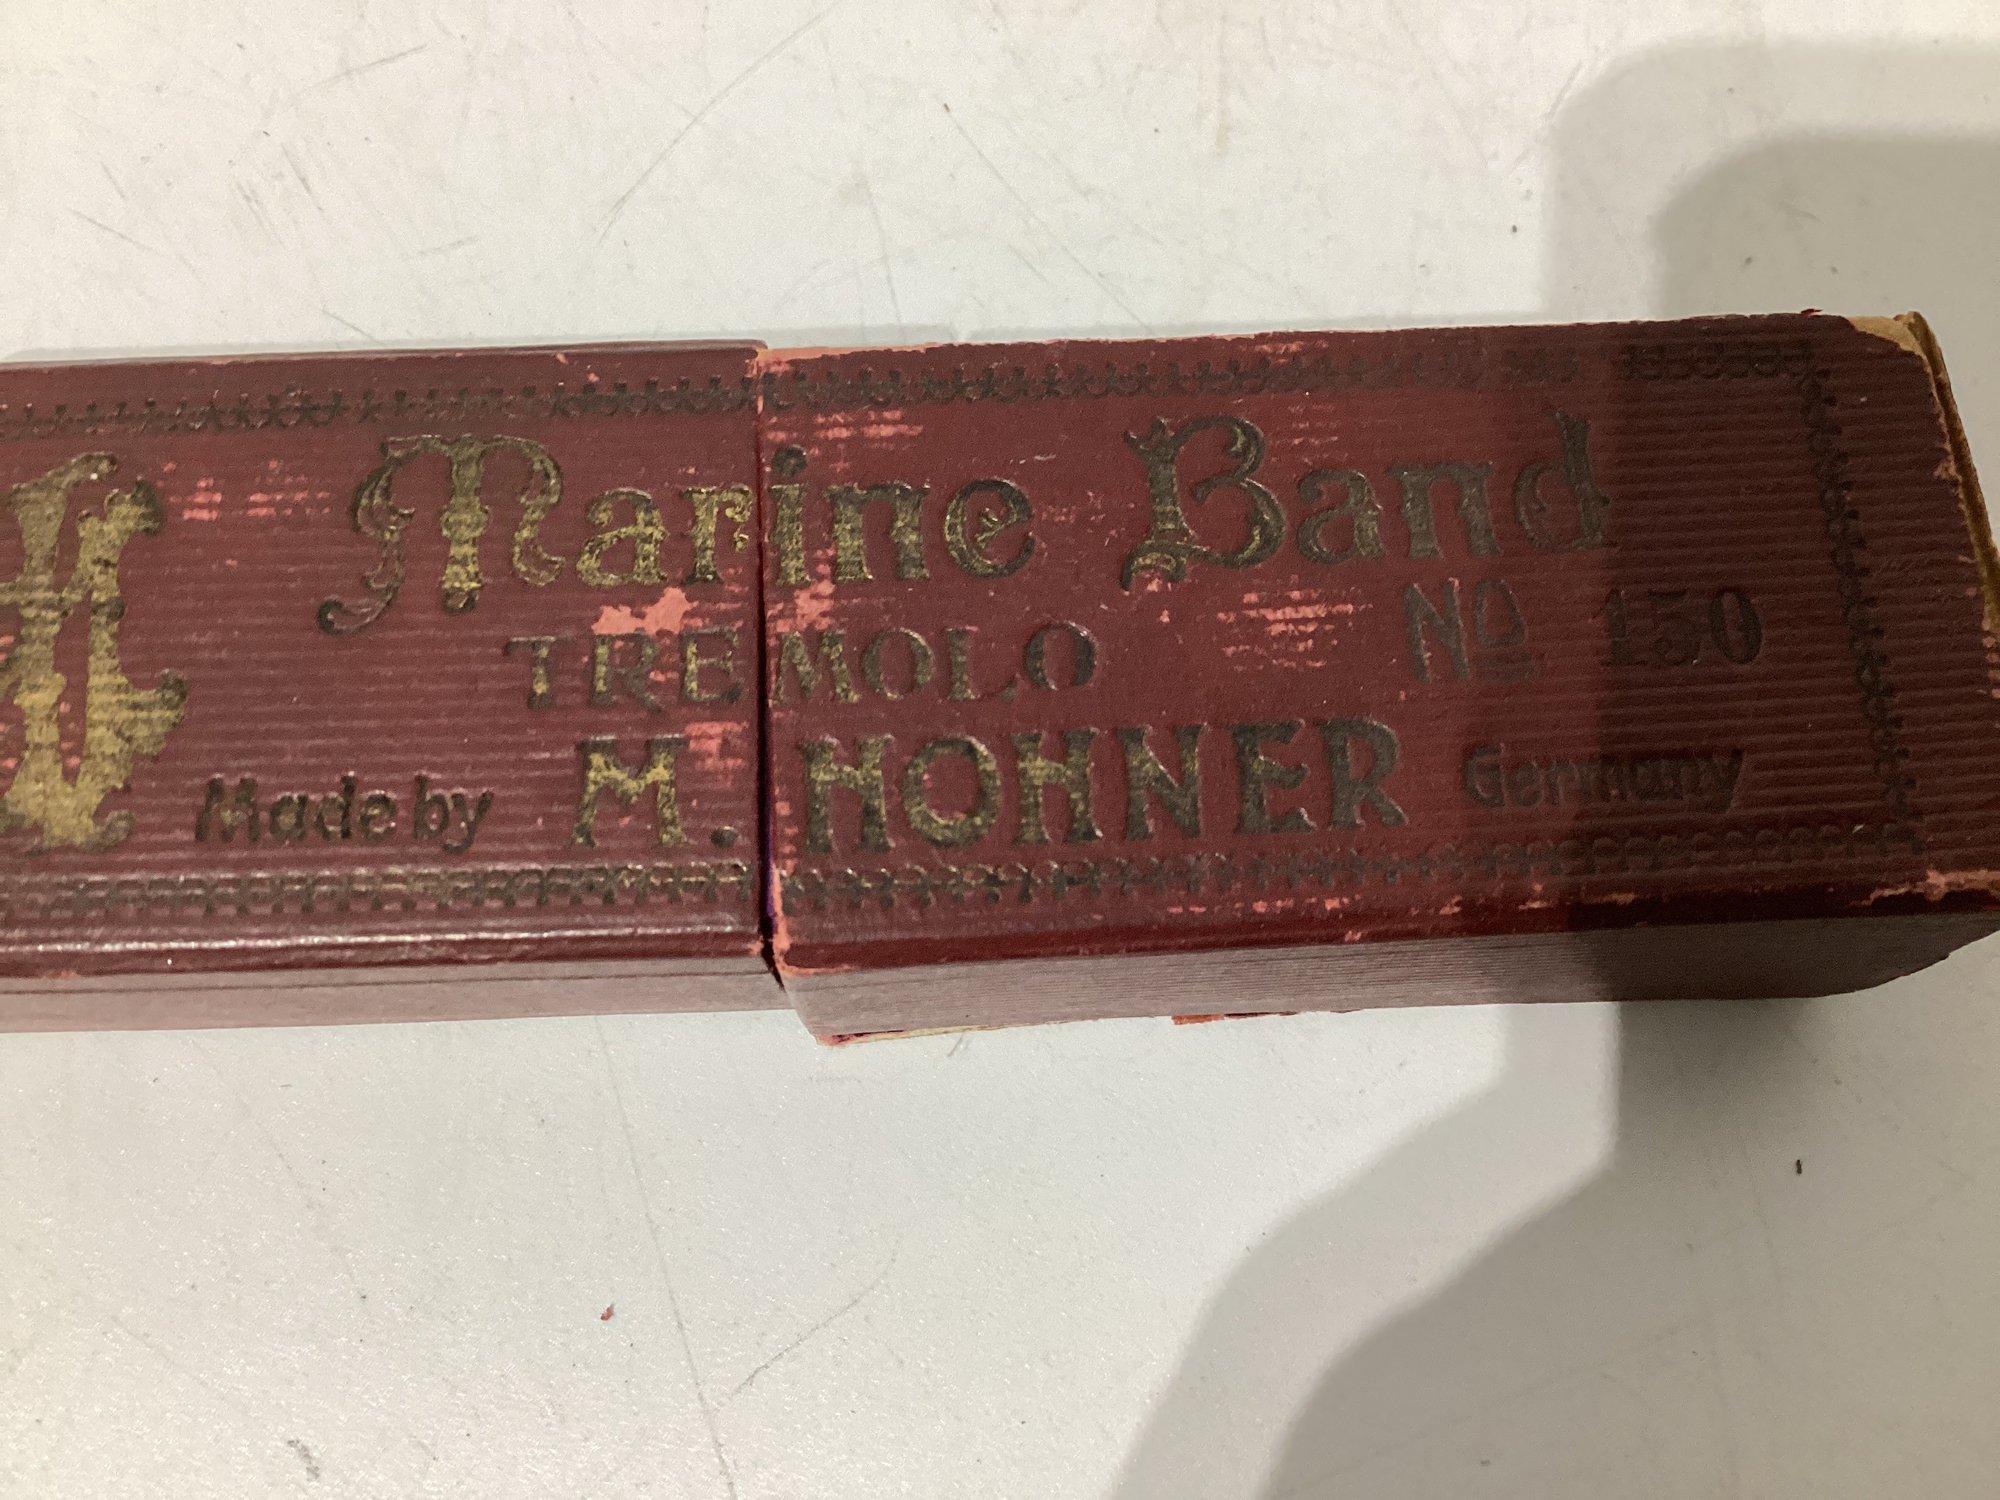 Marine Band
TREMOLO No 150
Made by M. HOHNER Germany